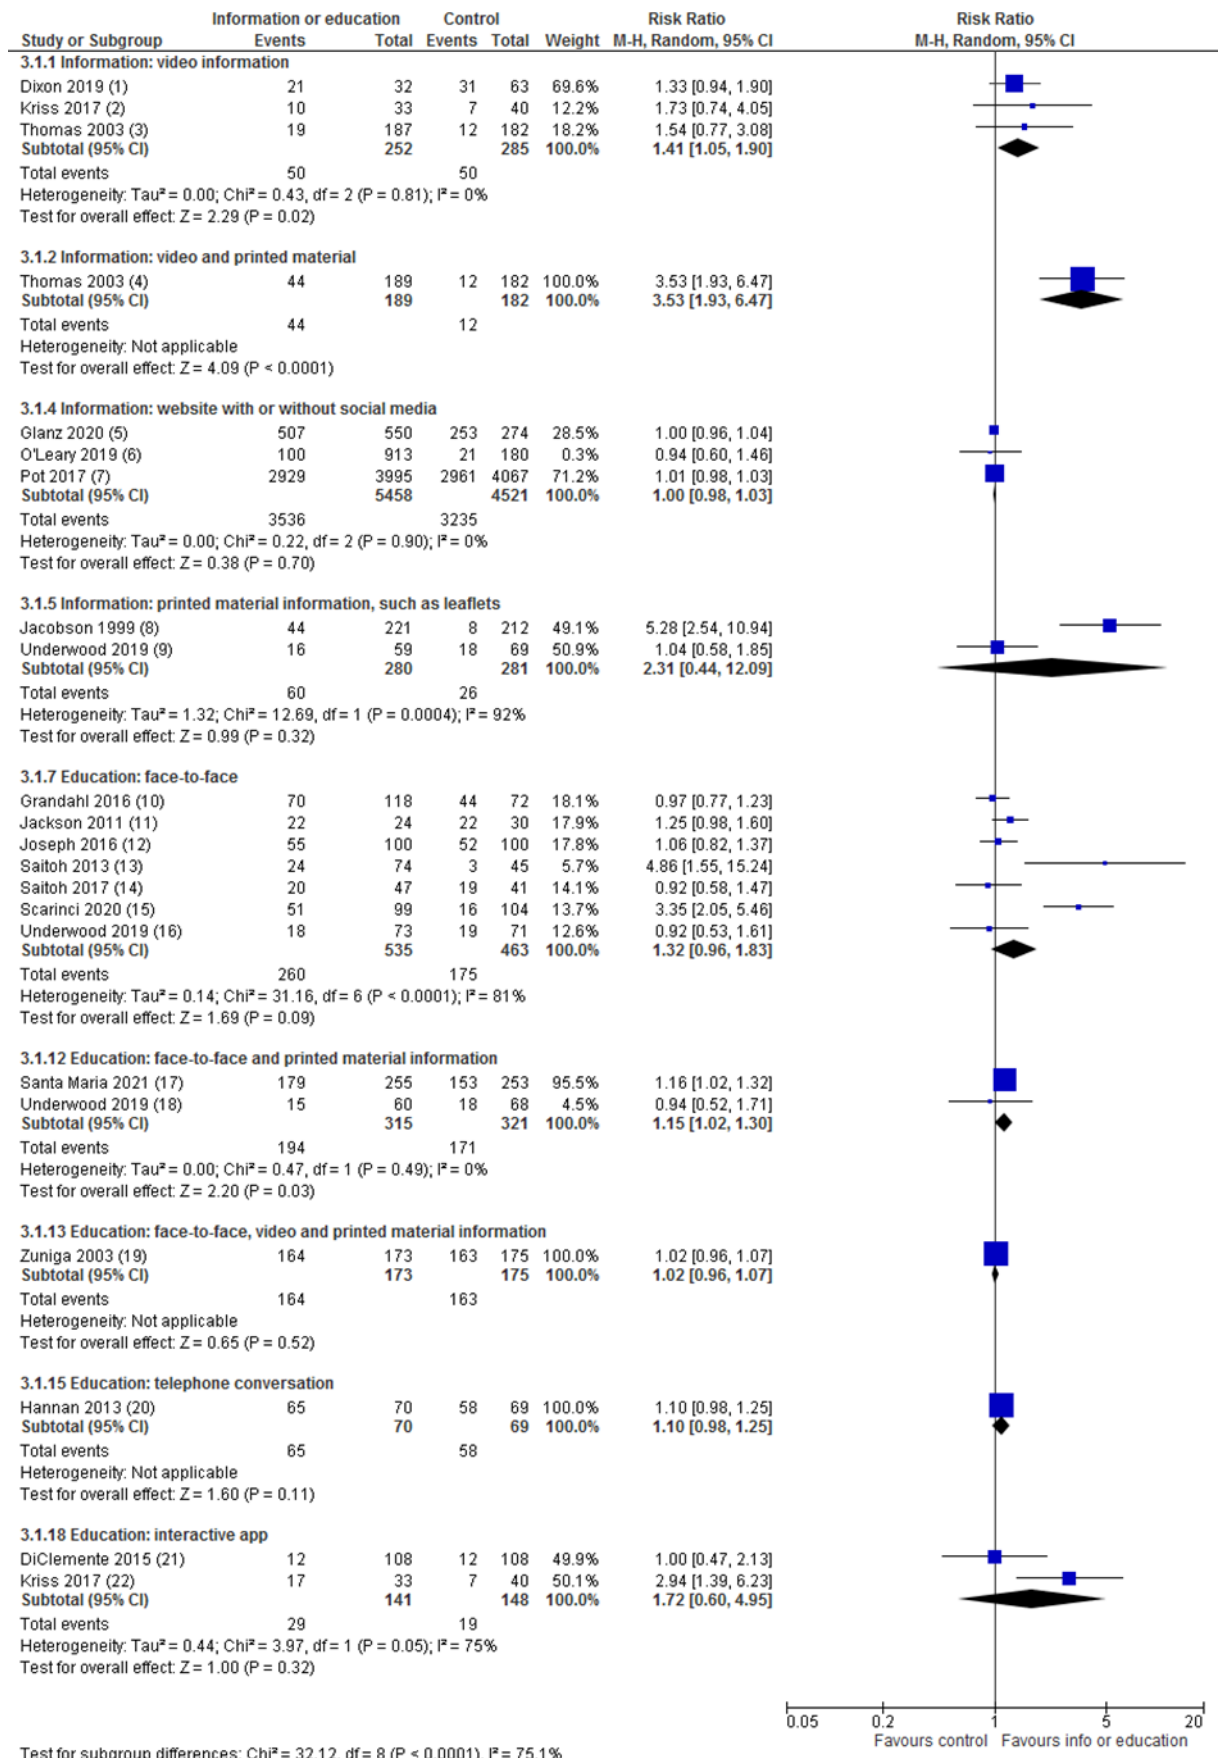 Information or education Control Risk Ratio Risk Ratio
Study or Subgroup Events Total Events Total Weight M-H, Random, 95% CI M-H, Random, 95% CI
3.1.1 Information: video information
Dixon 2019 (1) 21 32 31 63 69.6% 1.33 [0.94, 1.90]
Kriss 2017 (2) 10 33 7 40 12.2% 1.73 [0.74, 4.05]
Thomas 2003 (3) 19 187 12 182 18.2% 1.54 [0.77, 3.08]
Subtotal (95% CI) 252 285 100.0% 1.41 [1.05, 1.90]
Total events 50 50
Heterogeneity: Tau² = 0.00; Chi² = 0.43, df = 2 (P = 0.81); I² = 0%
Test for overall effect: Z = 2.29 (P = 0.02)
3.1.2 Information: video and printed material
Thomas 2003 (4) 44 189 12 182 100.0% 3.53 [1.93, 6.47]
Subtotal (95% CI) 189 182 100.0% 3.53 [1.93, 6.47]
Total events 44 12
Heterogeneity: Not applicable
Test for overall effect: Z = 4.09 (P < 0.0001)
3.1.4 Information: website with or without social media
Glanz 2020 (5) 507 550 253 274 28.5% 1.00 [0.96, 1.04]
O'Leary 2019 (6) 100 913 21 180 0.3% 0.94 [0.60, 1.46]
Pot 2017 (7) 2929 3995 2961 4067 71.2% 1.01 [0.98, 1.03]
Subtotal (95% CI) 5458 4521 100.0% 1.00 [0.98, 1.03]
Total events 3536 3235
Heterogeneity: Tau² = 0.00; Chi² = 0.22, df = 2 (P = 0.90); I² = 0%
Test for overall effect: Z = 0.38 (P = 0.70)
3.1.5 Information: printed material information, such as leaflets
Jacobson 1999 (8) 44 221 8 212 49.1% 5.28 [2.54, 10.94]
Underwood 2019 (9) 16 59 18 69 50.9% 1.04 [0.58, 1.85]
Subtotal (95% CI) 280 281 100.0% 2.31 [0.44, 12.09]
Total events 60 26
Heterogeneity: Tau² = 1.32; Chi² = 12.69, df = 1 (P = 0.0004); I² = 92%
Test for overall effect: Z = 0.99 (P = 0.32)
3.1.7 Education: face-to-face
Grandahl 2016 (10) 70 118 44 72 18.1% 0.97 [0.77, 1.23]
Jackson 2011 (11) 22 24 22 30 17.9% 1.25 [0.98, 1.60]
Joseph 2016 (12) 55 100 52 100 17.8% 1.06 [0.82, 1.37]
Saitoh 2013 (13) 24 74 3 45 5.7% 4.86 [1.55, 15.24]
Saitoh 2017 (14) 20 47 19 41 14.1% 0.92 [0.58, 1.47]
Scarinci 2020 (15) 51 99 16 104 13.7% 3.35 [2.05, 5.46]
Underwood 2019 (16) 18 73 19 71 12.6% 0.92 [0.53, 1.61]
Subtotal (95% CI) 535 463 100.0% 1.32 [0.96, 1.83]
Total events 260 175
Heterogeneity: Tau² = 0.14; Chi² = 31.16, df = 6 (P < 0.0001); I² = 81%
Test for overall effect: Z = 1.69 (P = 0.09)
3.1.12 Education: face-to-face and printed material information
Santa Maria 2021 (17) 179 255 153 253 95.5% 1.16 [1.02, 1.32]
Underwood 2019 (18) 15 60 18 68 4.5% 0.94 [0.52, 1.71]
Subtotal (95% CI) 315 321 100.0% 1.15 [1.02, 1.30]
Total events 194 171
Heterogeneity: Tau² = 0.00; Chi² = 0.47, df = 1 (P = 0.49); I² = 0%
Test for overall effect: Z = 2.20 (P = 0.03)
3.1.13 Education: face-to-face, video and printed material information
Zuniga 2003 (19) 164 173 163 175 100.0% 1.02 [0.96, 1.07]
Subtotal (95% CI) 173 175 100.0% 1.02 [0.96, 1.07]
Total events 164 163
Heterogeneity: Not applicable
Test for overall effect: Z = 0.65 (P = 0.52)
3.1.15 Education: telephone conversation
Hannan 2013 (20) 65 70 58 69 100.0% 1.10 [0.98, 1.25]
Subtotal (95% CI) 70 69 100.0% 1.10 [0.98, 1.25]
Total events 65 58
Heterogeneity: Not applicable
Test for overall effect: Z = 1.60 (P = 0.11)
3.1.18 Education: interactive app
DiClemente 2015 (21) 12 108 12 108 49.9% 1.00 [0.47, 2.13]
Kriss 2017 (22) 17 33 7 40 50.1% 2.94 [1.39, 6.23]
Subtotal (95% CI) 141 148 100.0% 1.72 [0.60, 4.95]
Total events 29 19
Heterogeneity: Tau² = 0.44; Chi² = 3.97, df = 1 (P = 0.05); I² = 75%
Test for overall effect: Z = 1.00 (P = 0.32)
0.05 0.2 1 5 20
Favours control Favours info or education
Test for subgroup differences: Chi² = 32.12, df = 8 (P < 0.0001), I² = 75.1%